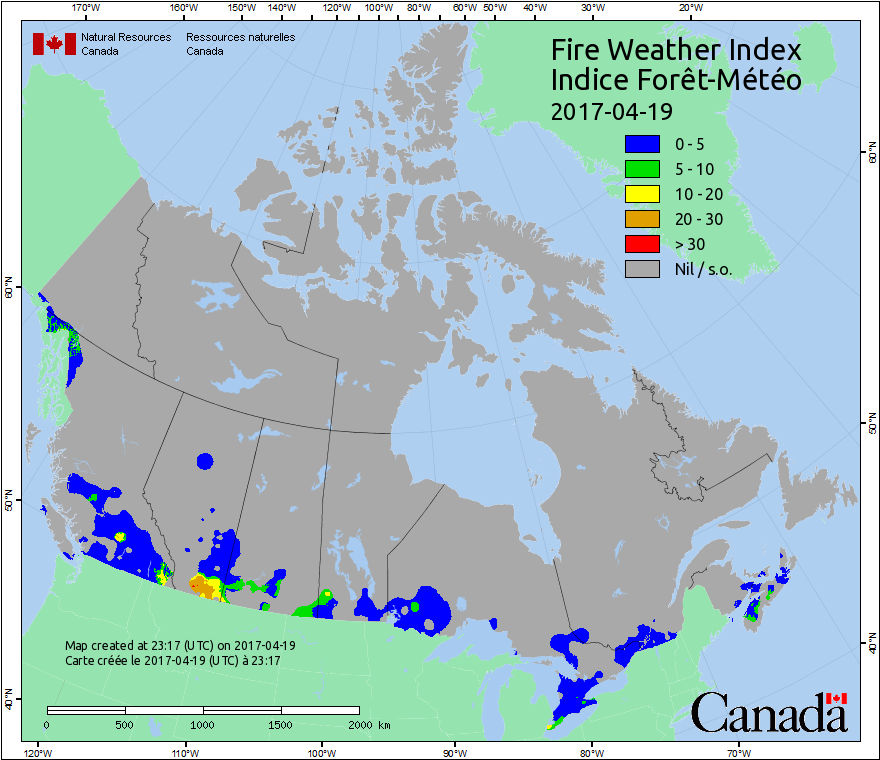 170°W 160°W 150°W 140°W 120°W 100°W 80°W 60°W 50°W 40°W 30°W 20°W
Natural Resources Ressources naturelles
Canada Canada
Fire Weather Index
Indice Forêt-Météo
2017-04-19
0 - 5
5 - 10
10 - 20
20 - 30
> 30
Nil / s.o.
60°N
60°N
50°N
50°N
40°N
40°N
Map created at 23:17 (UTC) on 2017-04-19
Carte créée le 2017-04-19 (UTC) à 23:17
0 500 1000 1500 2000 km
Canada
120°W 110°W 100°W 90°W 80°W 70°W